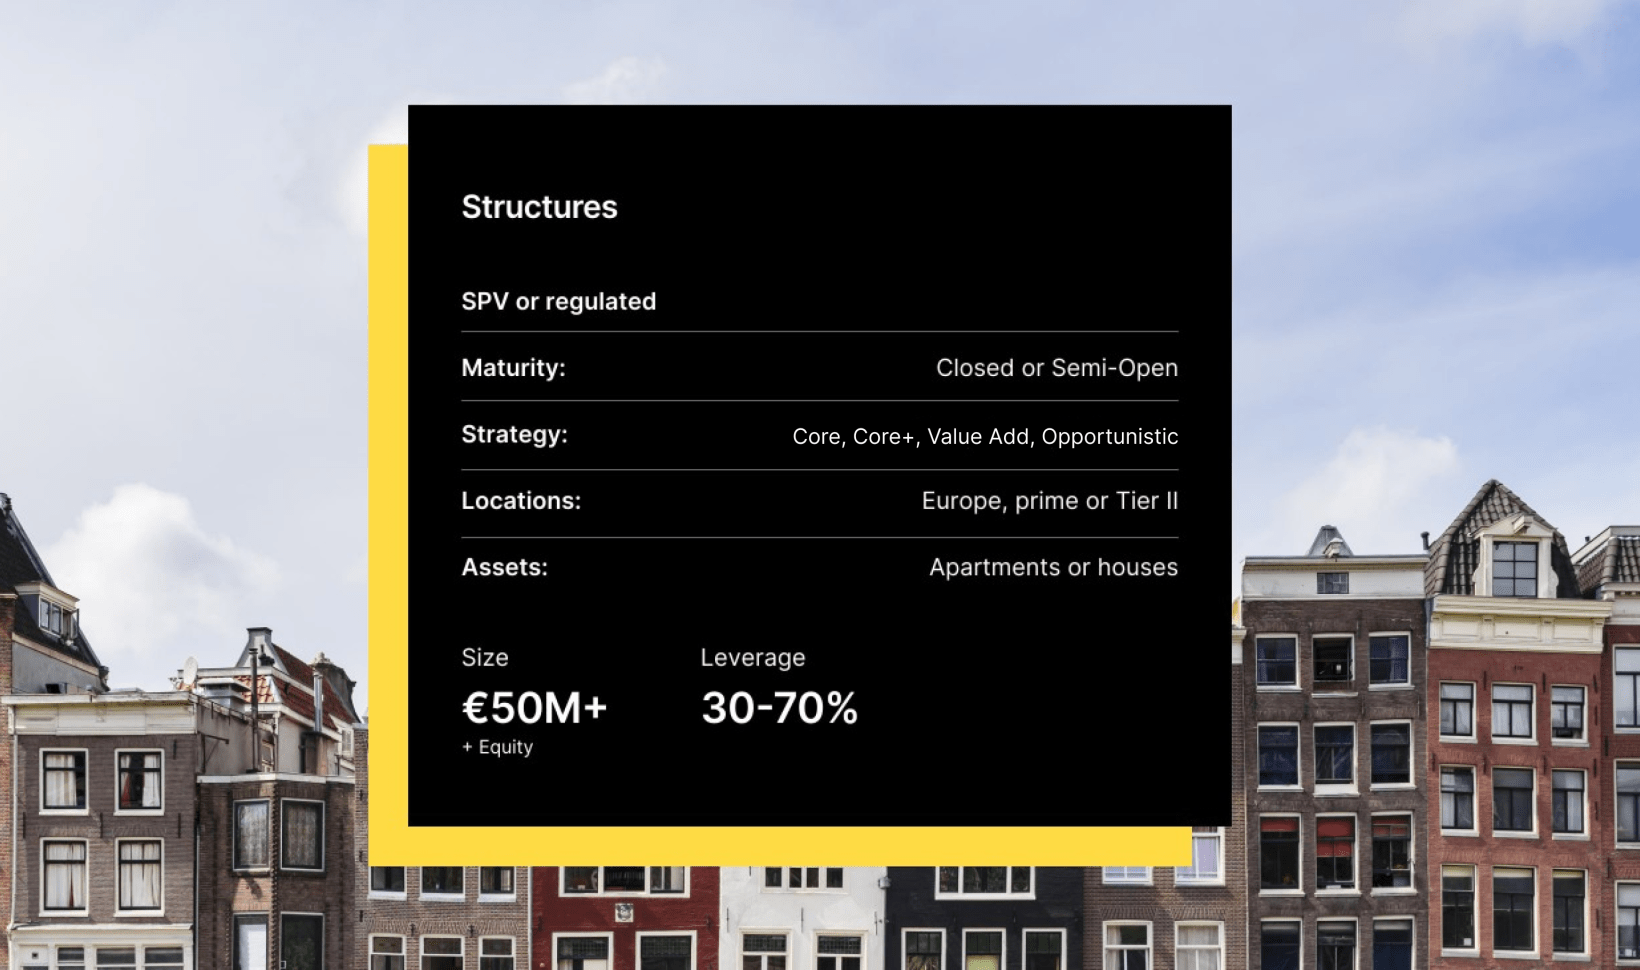 Structures
SPV or regulated
Maturity: Closed or Semi-Open
Strategy: Core, Core+, Value Add, Opportunistic
Locations: Europe, prime or Tier II
Assets: Apartments or houses
Size Leverage
€50M+ 30-70%
+ Equity